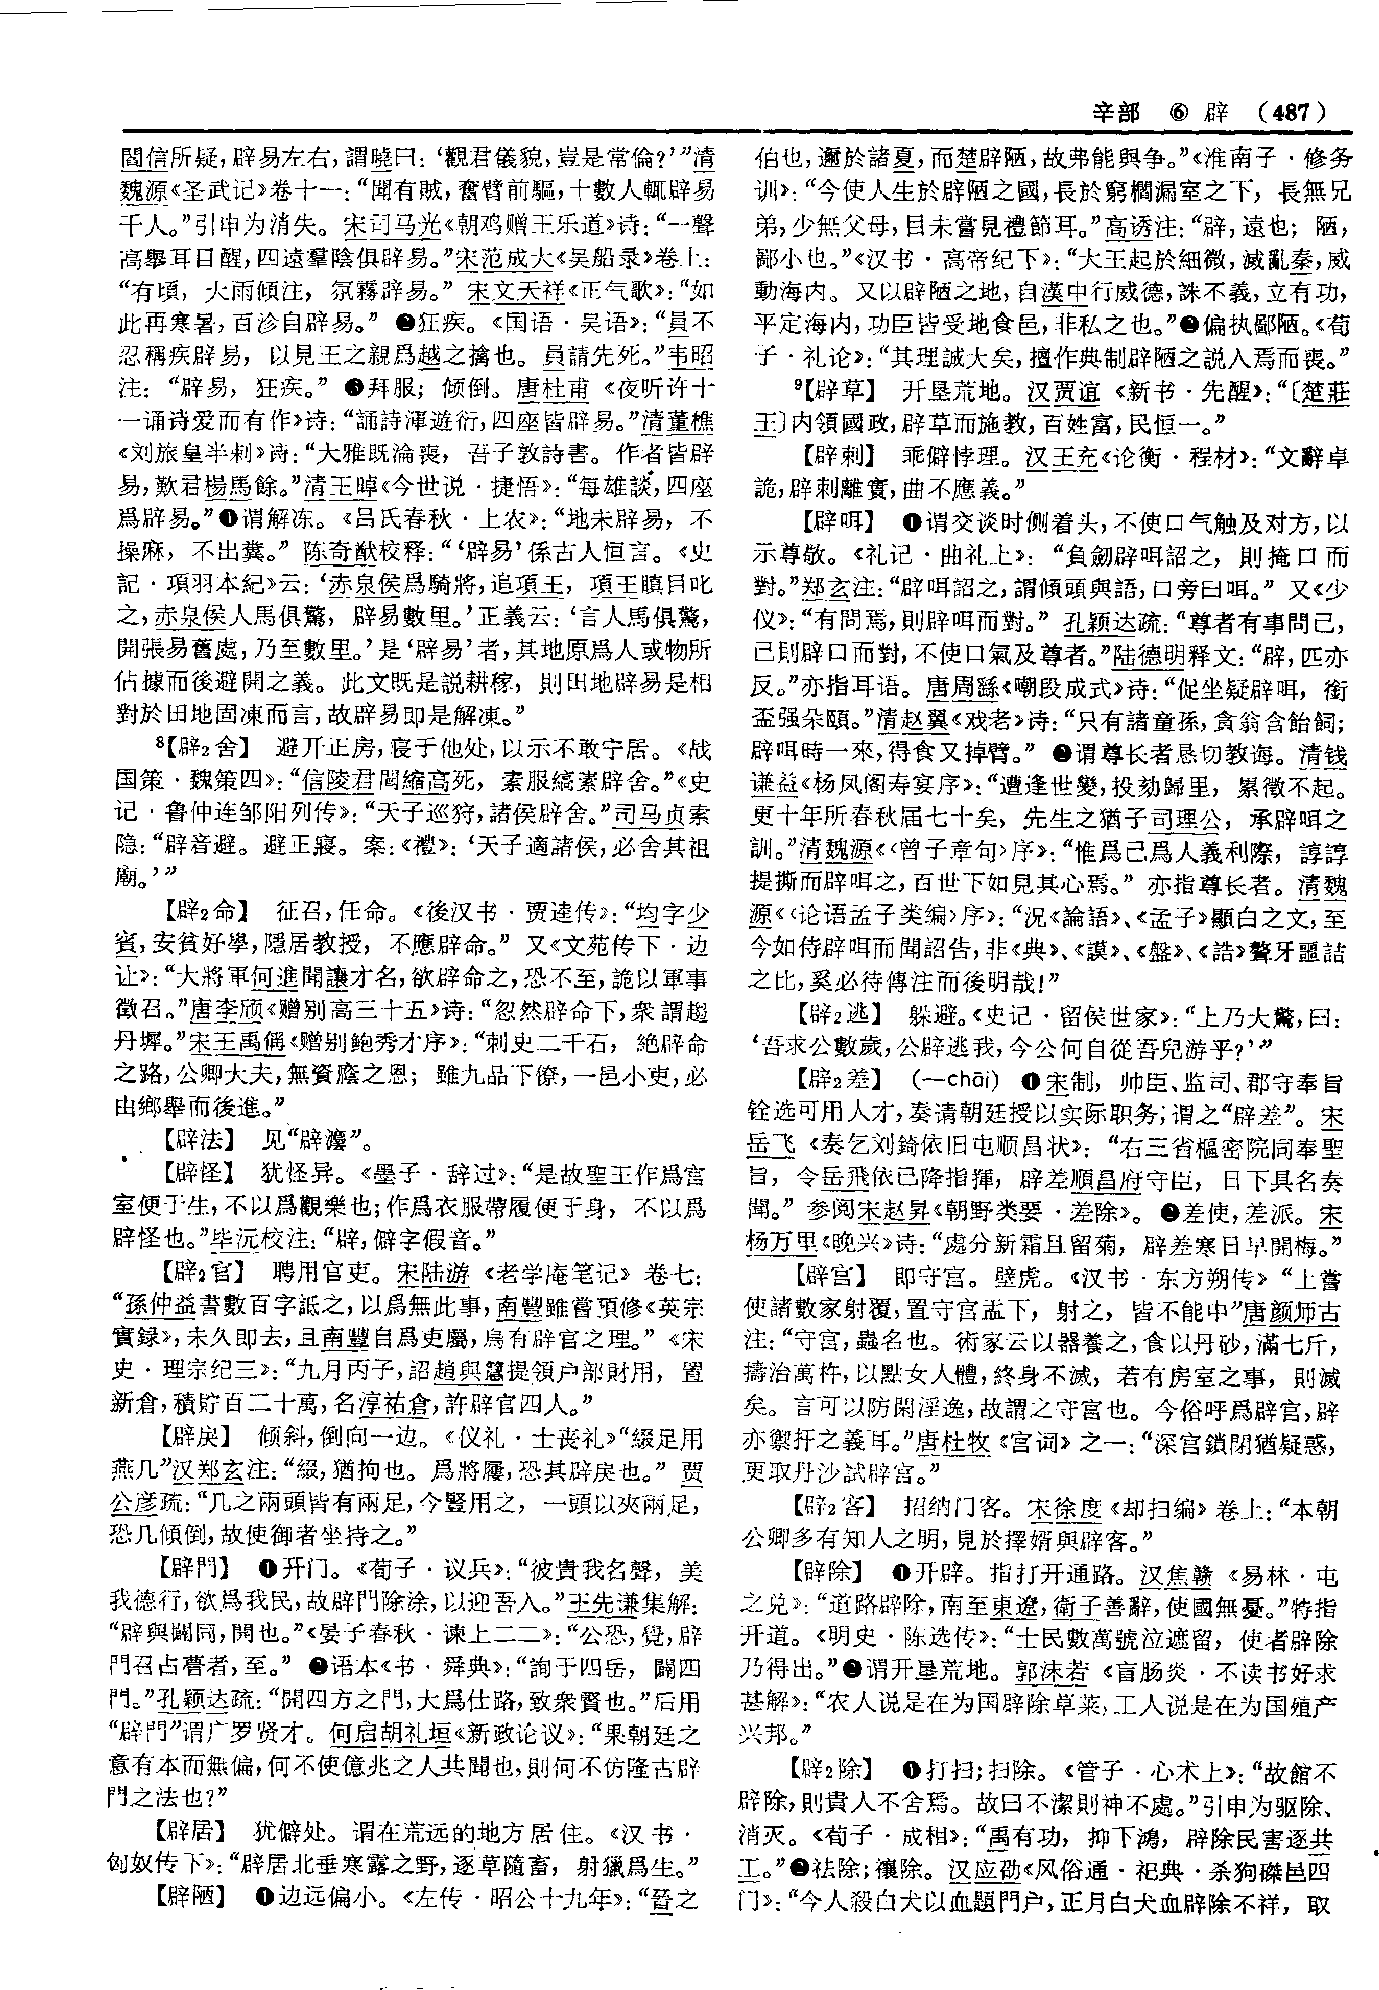 辛部 ⑥ 辟 （487）
閻信所疑，辟易左右，謂曉曰：‘觀君儀貌，豈是常倫？’”清
魏源《圣武记》卷十一：“聞有賊，奮臂前驅，十數人輒辟易
千人。”引申为消失。宋司马光《朝鸡赠王乐道》诗：“一聲
高舉耳目醒，四遠羣陰俱辟易。”宋范成大《吴船录》卷上：
“有頃，大雨傾注，氛霧辟易。”宋文天祥《正气歌》：“如
此再寒暑，百沴自辟易。”❷狂疾。《国语·吴语》：“員不
忍稱疾辟易，以見王之親爲越之擒也。員請先死。”韦昭
注：“辟易，狂疾。”❸拜服；倾倒。唐杜甫《夜听许十
一诵诗爱而有作》诗：“誦詩渾遊衍，四座皆辟易。”清董樵
《刘旅皇半刺》诗：“大雅既淪喪，吾子敦詩書。作者皆辟
易，歎君楊馬餘。”清王晫《今世说·捷悟》：“每雄談，四座
爲辟易。”❹谓解冻。《吕氏春秋·上农》：“地未辟易，不
操麻，不出糞。”陈奇猷校释：“‘辟易’係古人恒言。《史
記·項羽本紀》云：‘赤泉侯爲騎將，追項王，項王瞋目叱
之，赤泉侯人馬俱驚，辟易數里。’正義云：‘言人馬俱驚，
開張易舊處，乃至數里。’是‘辟易’者，其地原爲人或物所
佔據而後避開之義。此文既是説耕稼，則田地辟易是相
對於田地固凍而言，故辟易即是解凍。”
⁸【辟₂舍】 避开正房，寝于他处，以示不敢宁居。《战
国策·魏策四》：“信陵君聞縮高死，素服縞素辟舍。”《史
记·鲁仲连邹阳列传》：“天子巡狩，諸侯辟舍。”司马贞索
隐：“辟音避。避正寢。案：《禮》：‘天子適諸侯，必舍其祖
廟。’”
【辟₂命】 征召，任命。《後汉书·贾逵传》：“均字少
賓，安貧好學，隱居教授，不應辟命。”又《文苑传下·边
让》：“大將軍何進聞讓才名，欲辟命之，恐不至，詭以軍事
徵召。”唐李颀《赠别高三十五》诗：“忽然辟命下，衆謂趨
丹墀。”宋王禹偁《赠别鲍秀才序》：“刺史二千石，絶辟命
之路，公卿大夫，無資廕之恩；雖九品下僚，一邑小吏，必
由鄉舉而後進。”
【辟法】 见“辟灋”。
【辟怪】 犹怪异。《墨子·辞过》：“是故聖王作爲宫
室便于生，不以爲觀樂也；作爲衣服帶履便于身，不以爲
辟怪也。”毕沅校注：“辟，僻字假音。”
【辟₂官】 聘用官吏。宋陆游《老学庵笔记》卷七：
“孫仲益書數百字詆之，以爲無此事，南豐雖嘗預修《英宗
實録》，未久即去，且南豐自爲吏屬，烏有辟官之理。”《宋
史·理宗纪三》：“九月丙子，詔趙與𥲅提領户部財用，置
新倉，積貯百二十萬，名淳祐倉，許辟官四人。”
【辟戾】 倾斜，倒向一边。《仪礼·士丧礼》“綴足用
燕几”汉郑玄注：“綴，猶拘也。爲將屨，恐其辟戾也。”贾
公彦疏：“几之兩頭皆有兩足，今豎用之，一頭以夾兩足，
恐几傾倒，故使御者坐持之。”
【辟門】 ❶开门。《荀子·议兵》：“彼貴我名聲，美
我德行，欲爲我民，故辟門除涂，以迎吾入。”王先谦集解：
“辟與闢同，開也。”《晏子春秋·谏上二二》：“公恐，覺，辟
門召占瞢者，至。”❷语本《书·舜典》：“詢于四岳，闢四
門。”孔颖达疏：“開四方之門，大爲仕路，致衆賢也。”后用
“辟門”谓广罗贤才。何启胡礼垣《新政论议》：“果朝廷之
意有本而無偏，何不使億兆之人共聞也，則何不仿隆古辟
門之法也？”
【辟居】 犹僻处。谓在荒远的地方居住。《汉书·
匈奴传下》：“辟居北垂寒露之野，逐草隨畜，射獵爲生。”
【辟陋】 ❶边远偏小。《左传·昭公十九年》：“晉之
伯也，邇於諸夏，而楚辟陋，故弗能與争。”《淮南子·修务
训》：“今使人生於辟陋之國，長於窮櫩漏室之下，長無兄
弟，少無父母，目未嘗見禮節耳。”高诱注：“辟，遠也；陋，
鄙小也。”《汉书·高帝纪下》：“大王起於細微，滅亂秦，威
動海内。又以辟陋之地，自漢中行威德，誅不義，立有功，
平定海内，功臣皆受地食邑，非私之也。”❷偏执鄙陋。《荀
子·礼论》：“其理誠大矣，擅作典制辟陋之説入焉而喪。”
⁹【辟草】 开垦荒地。汉贾谊《新书·先醒》：“〔楚莊
王〕内領國政，辟草而施教，百姓富，民恒一。”
【辟剌】 乖僻悖理。汉王充《论衡·程材》：“文辭卓
詭，辟剌離實，曲不應義。”
【辟咡】 ❶谓交谈时侧着头，不使口气触及对方，以
示尊敬。《礼记·曲礼上》：“負劒辟咡詔之，則掩口而
對。”郑玄注：“辟咡詔之，謂傾頭與語，口旁曰咡。”又《少
仪》：“有問焉，則辟咡而對。”孔颖达疏：“尊者有事問己，
己則辟口而對，不使口氣及尊者。”陆德明释文：“辟，匹亦
反。”亦指耳语。唐周繇《嘲段成式》诗：“促坐疑辟咡，銜
盃强朵頤。”清赵翼《戏老》诗：“只有諸童孫，貪翁含飴飼；
辟咡時一來，得食又掉臂。”❷谓尊长者恳切教诲。清钱
谦益《杨凤阁寿宴序》：“遭逢世變，投劾歸里，累徵不起。
更十年所春秋届七十矣，先生之猶子司理公，承辟咡之
訓。”清魏源《〈曾子章句〉序》：“惟爲己爲人義利際，諄諄
提撕而辟咡之，百世下如見其心焉。”亦指尊长者。清魏
源《〈论语孟子类编〉序》：“況《論語》、《孟子》顯白之文，至
今如侍辟咡而聞詔告，非《典》、《謨》、《盤》、《誥》聱牙噩詰
之比，奚必待傳注而後明哉！”
【辟₂逃】 躲避。《史记·留侯世家》：“上乃大驚，曰：
‘吾求公數歲，公辟逃我，今公何自從吾兒游乎？’”
【辟₂差】 （—chāi） ❶宋制，帅臣、监司、郡守奉旨
铨选可用人才，奏请朝廷授以实际职务；谓之“辟差”。宋
岳飞《奏乞刘锜依旧屯顺昌状》：“右三省樞密院同奉聖
旨，令岳飛依已降指揮，辟差順昌府守臣，日下具名奏
聞。”参阅宋赵昇《朝野类要·差除》。❷差使，差派。宋
杨万里《晚兴》诗：“處分新霜且留菊，辟差寒日早開梅。”
【辟宫】 即守宫。壁虎。《汉书·东方朔传》“上嘗
使諸數家射覆，置守宫盂下，射之，皆不能中”唐颜师古
注：“守宫，蟲名也。術家云以器養之，食以丹砂，滿七斤，
擣治萬杵，以點女人體，終身不滅，若有房室之事，則滅
矣。言可以防閑淫逸，故謂之守宫也。今俗呼爲辟宫，辟
亦禦扞之義耳。”唐杜牧《宫词》之一：“深宫鎖閉猶疑惑，
更取丹沙試辟宫。”
【辟₂客】 招纳门客。宋徐度《却扫编》卷上：“本朝
公卿多有知人之明，見於擇婿與辟客。”
【辟除】 ❶开辟。指打开通路。汉焦赣《易林·屯
之兑》：“道路辟除，南至東遼，衛子善辭，使國無憂。”特指
开道。《明史·陈选传》：“士民數萬號泣遮留，使者辟除
乃得出。”❷谓开垦荒地。郭沫若《盲肠炎·不读书好求
甚解》：“农人说是在为国辟除草莱，工人说是在为国殖产
兴邦。”
【辟₂除】 ❶打扫；扫除。《管子·心术上》：“故館不
辟除，則貴人不舍焉。故曰不潔則神不處。”引申为驱除、
消灭。《荀子·成相》：“禹有功，抑下鴻，辟除民害逐共
工。”❷祛除；禳除。汉应劭《风俗通·祀典·杀狗磔邑四
门》：“今人殺白犬以血題門户，正月白犬血辟除不祥，取